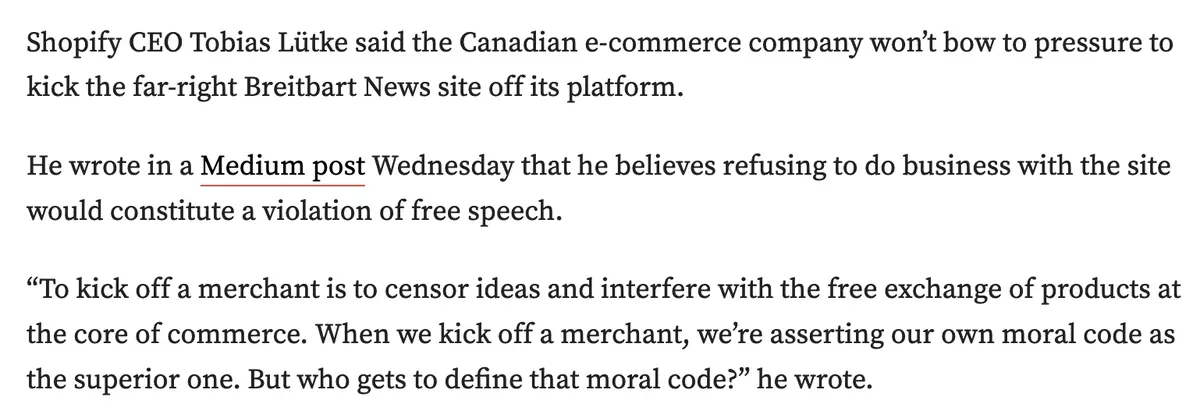 Shopify CEO Tobias Lütke said the Canadian e-commerce company won’t bow to pressure to
kick the far-right Breitbart News site off its platform.
He wrote in a Medium post Wednesday that he believes refusing to do business with the site
would constitute a violation of free speech.
“To kick off a merchant is to censor ideas and interfere with the free exchange of products at
the core of commerce. When we kick off a merchant, we’re asserting our own moral code as
the superior one. But who gets to define that moral code?” he wrote.